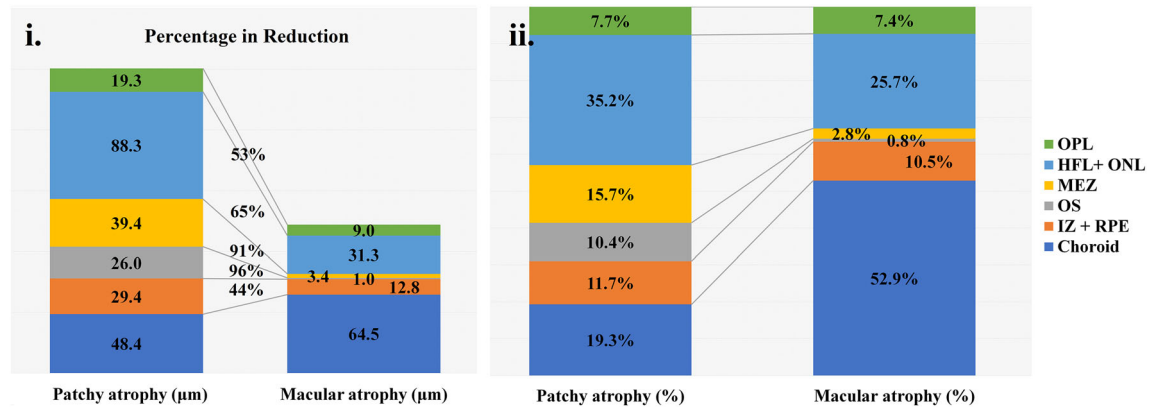 i.
Percentage in Reduction
19.3
88.3
39.4
26.0
29.4
48.4
53%
65%
91%
96%
44%
9.0
31.3
3.4
1.0
12.8
64.5
Patchy atrophy (μm)
Macular atrophy (μm)
ii.
7.7%
35.2%
15.7%
10.4%
11.7%
19.3%
7.4%
25.7%
2.8%
0.8%
10.5%
52.9%
Patchy atrophy (%)
Macular atrophy (%)
OPL
HFL+ ONL
MEZ
OS
IZ + RPE
Choroid